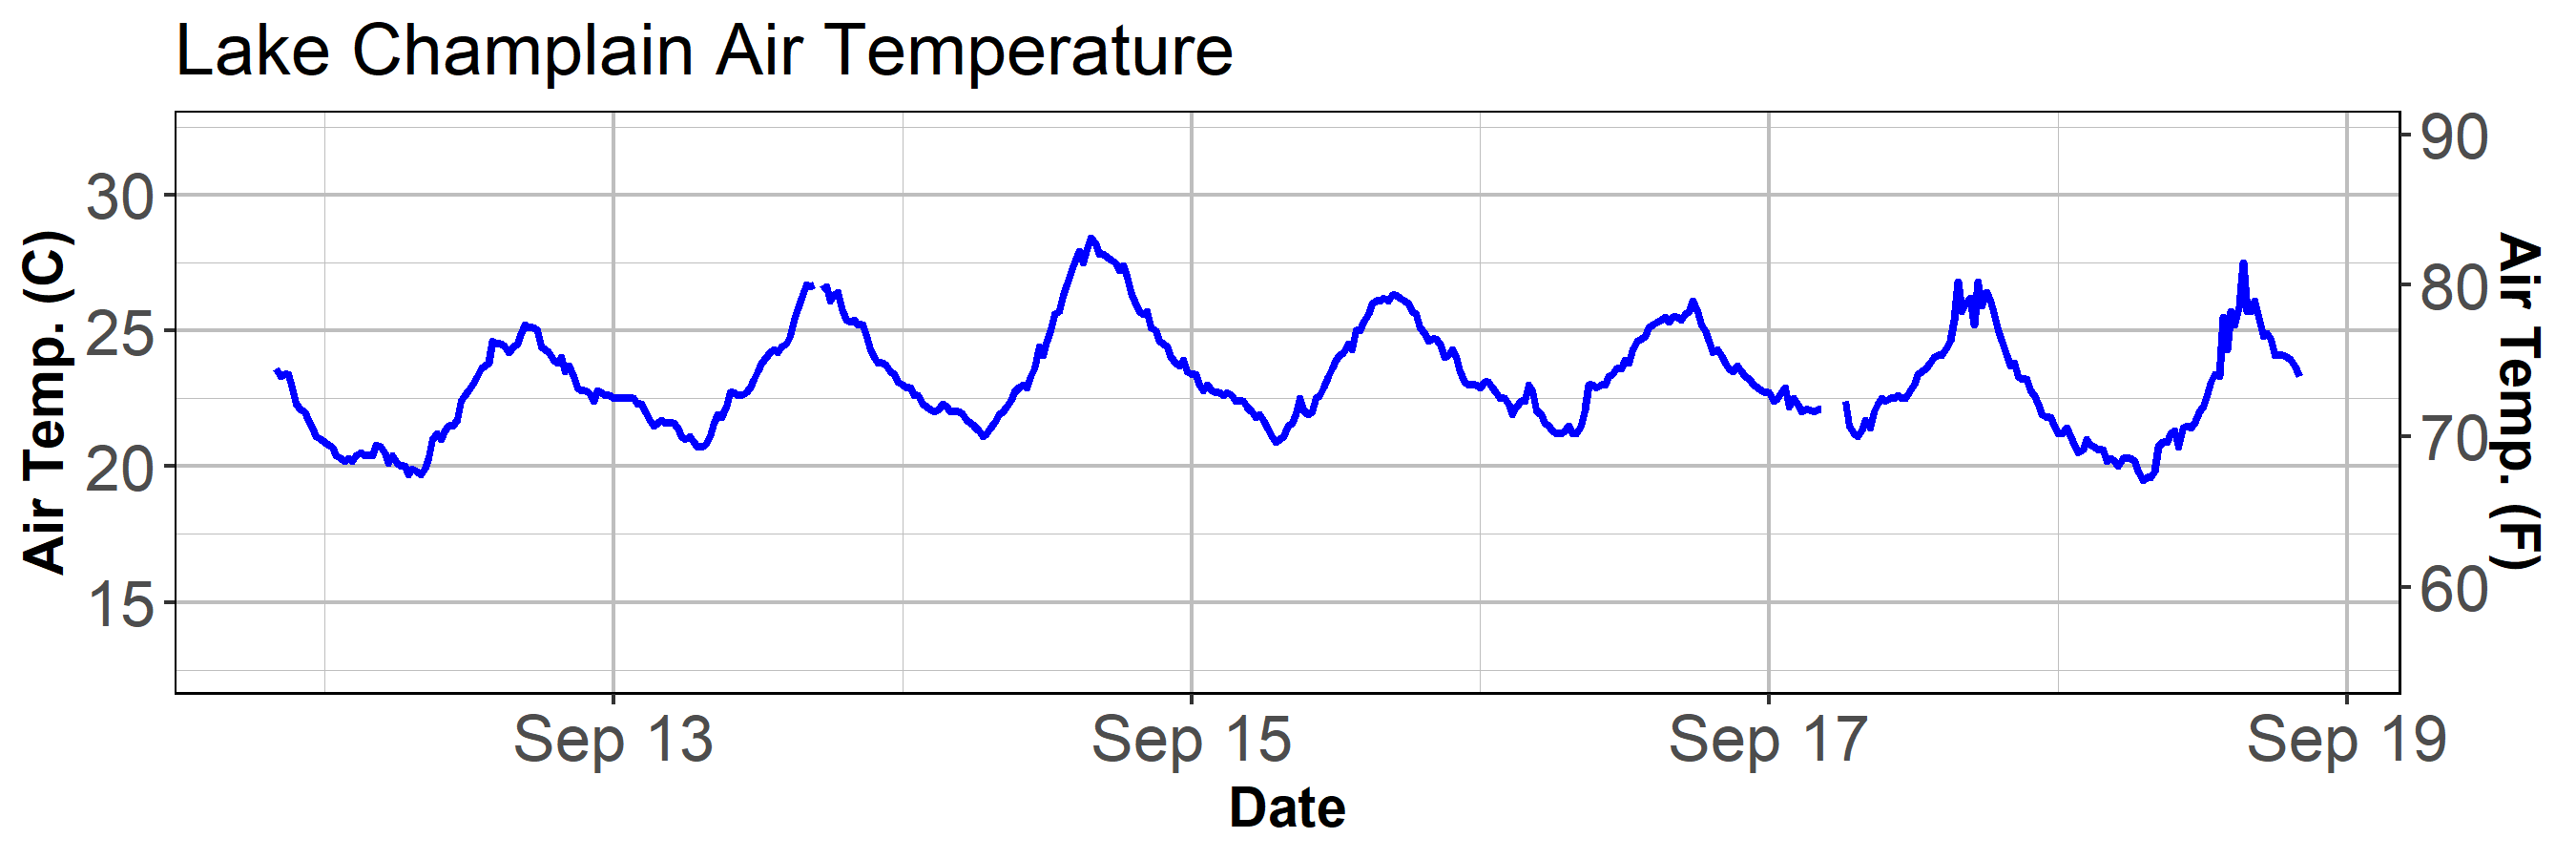 Lake Champlain Air Temperature
Air Temp. (C)
30
25
20
15
90
80
70
60
Air Temp. (F)
Sep 13 Sep 15 Sep 17 Sep 19
Date